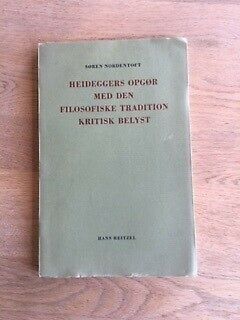 SØREN NORDENTOFT
HEIDEGGERS OPGØR
MED DEN
FILOSOFISKE TRADITION
KRITISK BELYST
HANS REITZEL